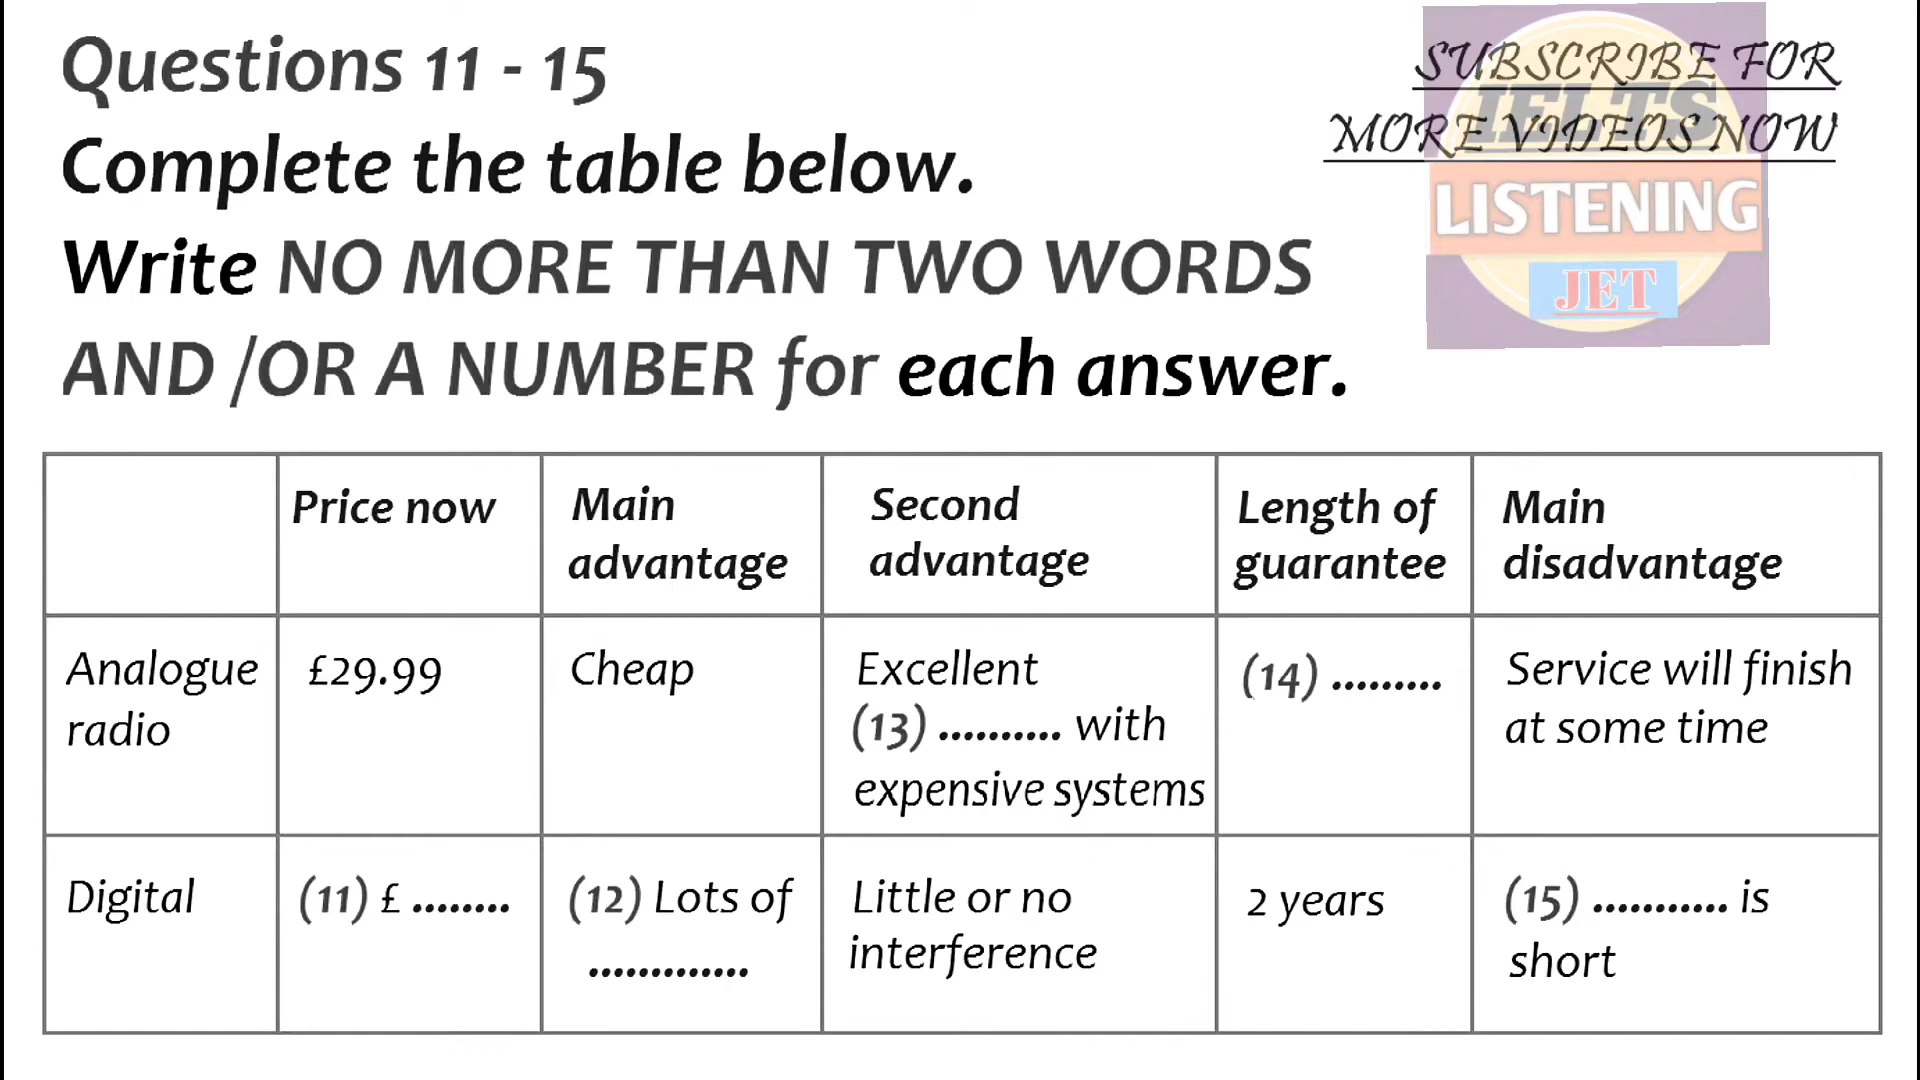 Questions 11 - 15
Complete the table below.
Write NO MORE THAN TWO WORDS
AND /OR A NUMBER for each answer.
SUBSCRIBE FOR
MORE VIDEOS NOW
IELTS
LISTENING
JET
Price now
Main
advantage
Second
advantage
Length of
guarantee
Main
disadvantage
Analogue
radio
£29.99
Cheap
Excellent
(13) .......... with
expensive systems
(14) .........
Service will finish
at some time
Digital
(11) £ ........
(12) Lots of
.............
Little or no
interference
2 years
(15) ........... is
short